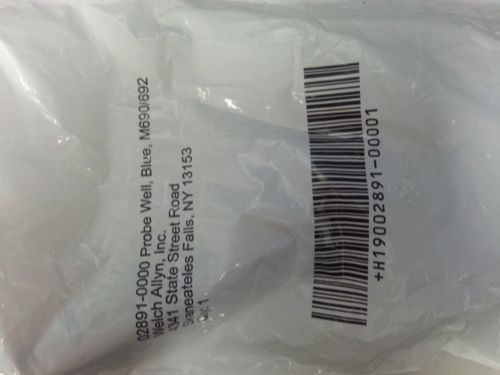 02891-0000 Probe Well, Blue, M690/692
Welch Allyn, Inc.
4341 State Street Road
Skaneateles Falls, NY 13153
Qty:1
+H19002891-00001